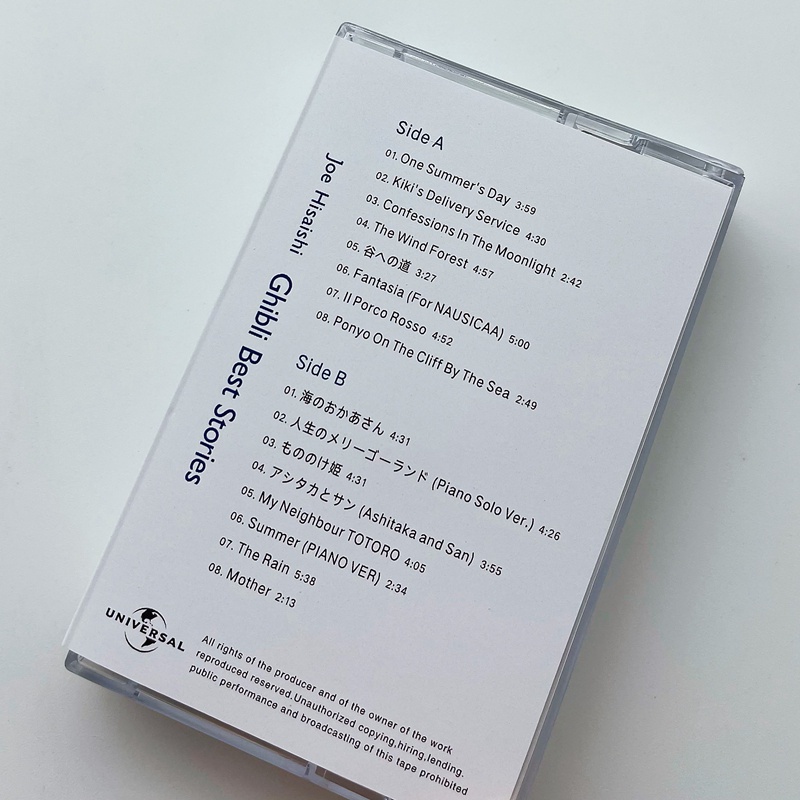 Side A
01. One Summer's Day 3:59
02. Kiki's Delivery Service 4:30
03. Confessions In The Moonlight 2:42
04. The Wind Forest 4:57
05. 谷への道 3:27
06. Fantasia (For NAUSICAA) 5:00
07. Il Porco Rosso 4:52
08. Ponyo On The Cliff By The Sea 2:49
Side B
01. 海のおかあさん 4:31
02. 人生のメリーゴーランド (Piano Solo Ver.) 4:26
03. もののけ姫 4:31
04. アシタカとサン (Ashitaka and San) 3:55
05. My Neighbour TOTORO 4:05
06. Summer (PIANO VER) 2:34
07. The Rain 5:38
08. Mother 2:13
Joe Hisaishi Ghibli Best Stories
UNIVERSAL
All rights of the producer and of the owner of the work
reproduced reserved.Unauthorized copying,hiring,lending.
public performance and broadcasting of this tape prohibited